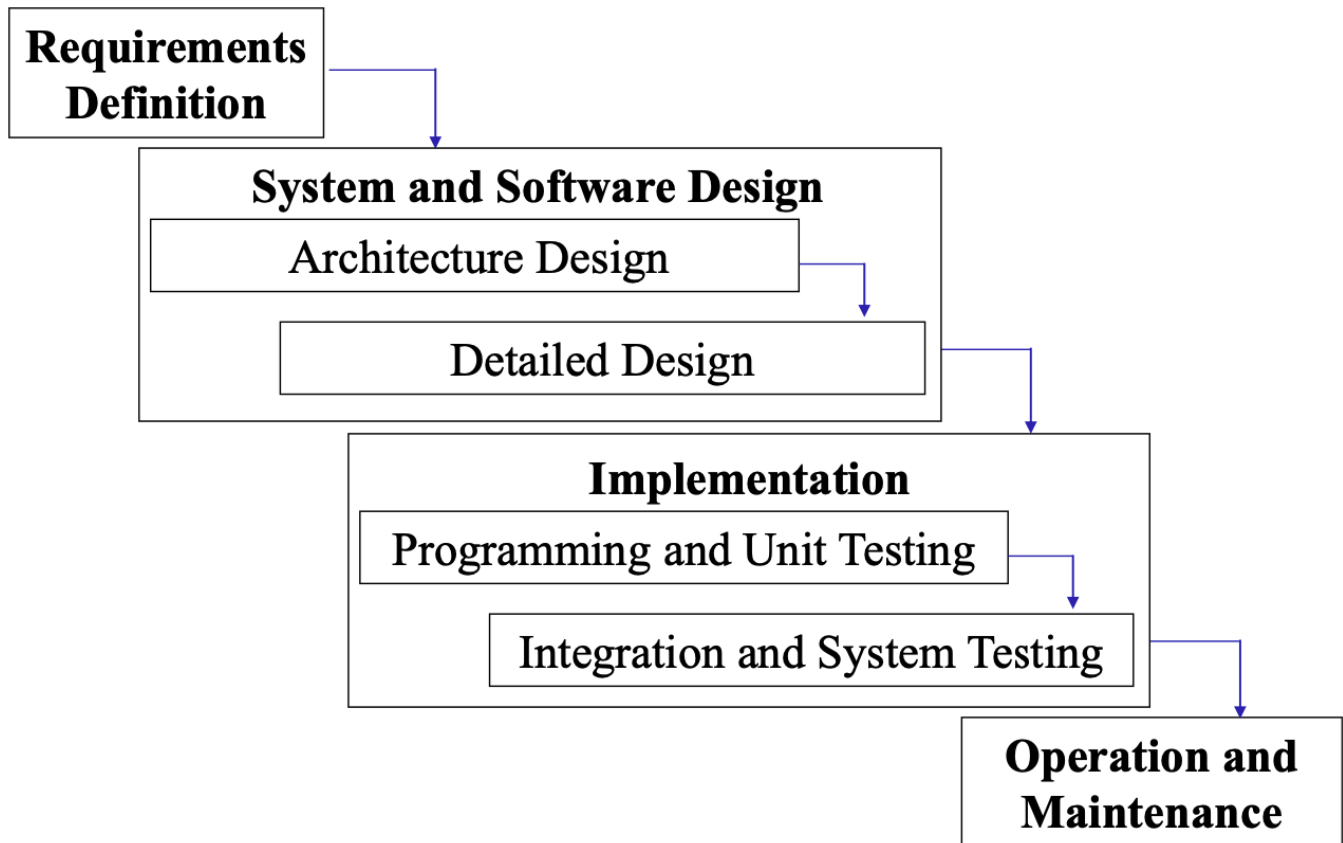 Requirements
Definition
System and Software Design
Architecture Design
Detailed Design
Implementation
Programming and Unit Testing
Integration and System Testing
Operation and
Maintenance